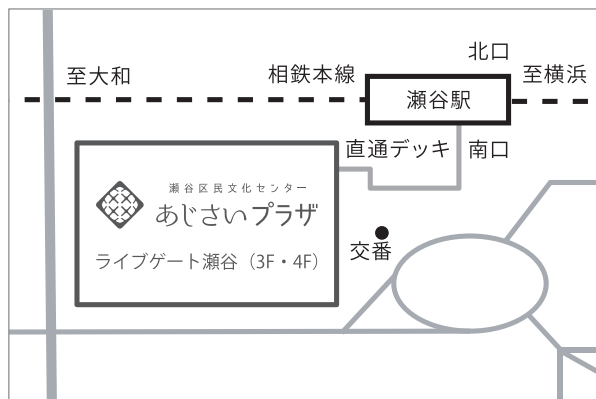 北口
至大和
相鉄本線
至横浜
瀬谷駅
直通デッキ
南口
瀬谷区民文化センター
あじさいプラザ
ライブゲート瀬谷（3F・4F）
交番